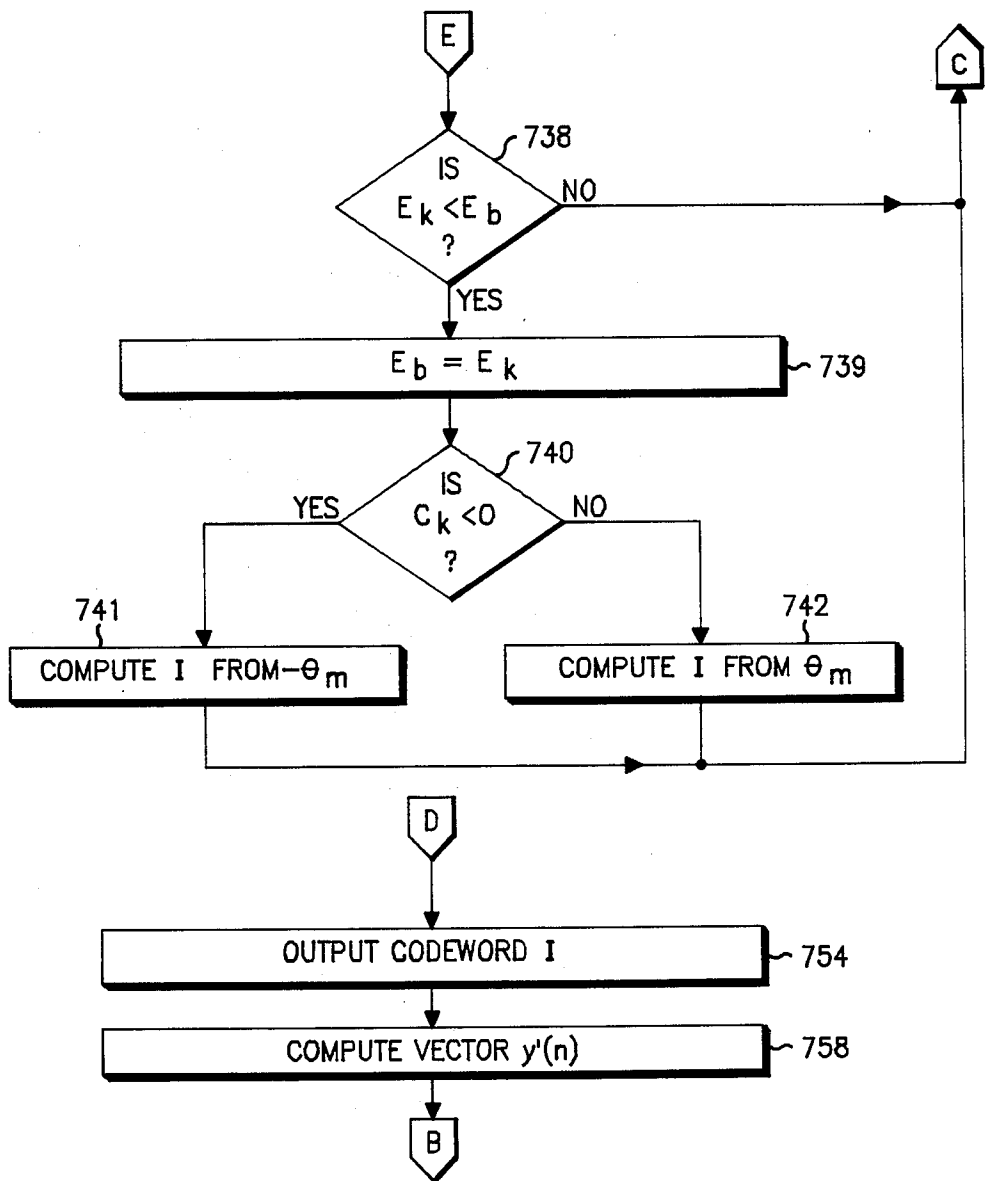 E
C
738
IS
E_k <E_b
?
NO
YES
E_b = E_k
739
740
IS
C_k <0
?
YES
NO
741
742
COMPUTE I FROM-θ_m
COMPUTE I FROM θ_m
D
OUTPUT CODEWORD I
754
COMPUTE VECTOR y'(n)
758
B